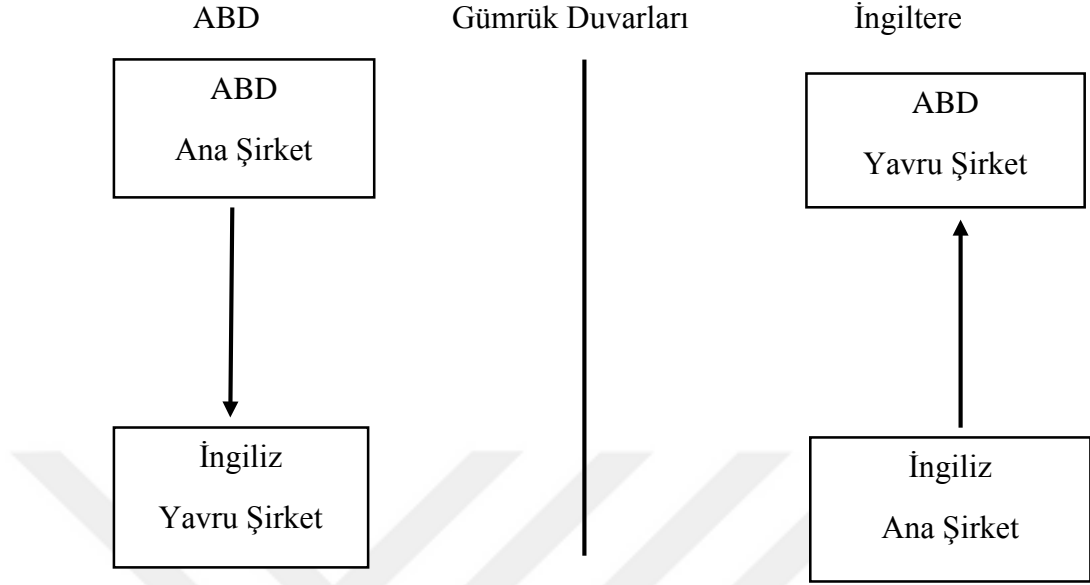 ABD
Gümrük Duvarları
İngiltere
ABD
Ana Şirket
ABD
Yavru Şirket
İngiliz
Yavru Şirket
İngiliz
Ana Şirket